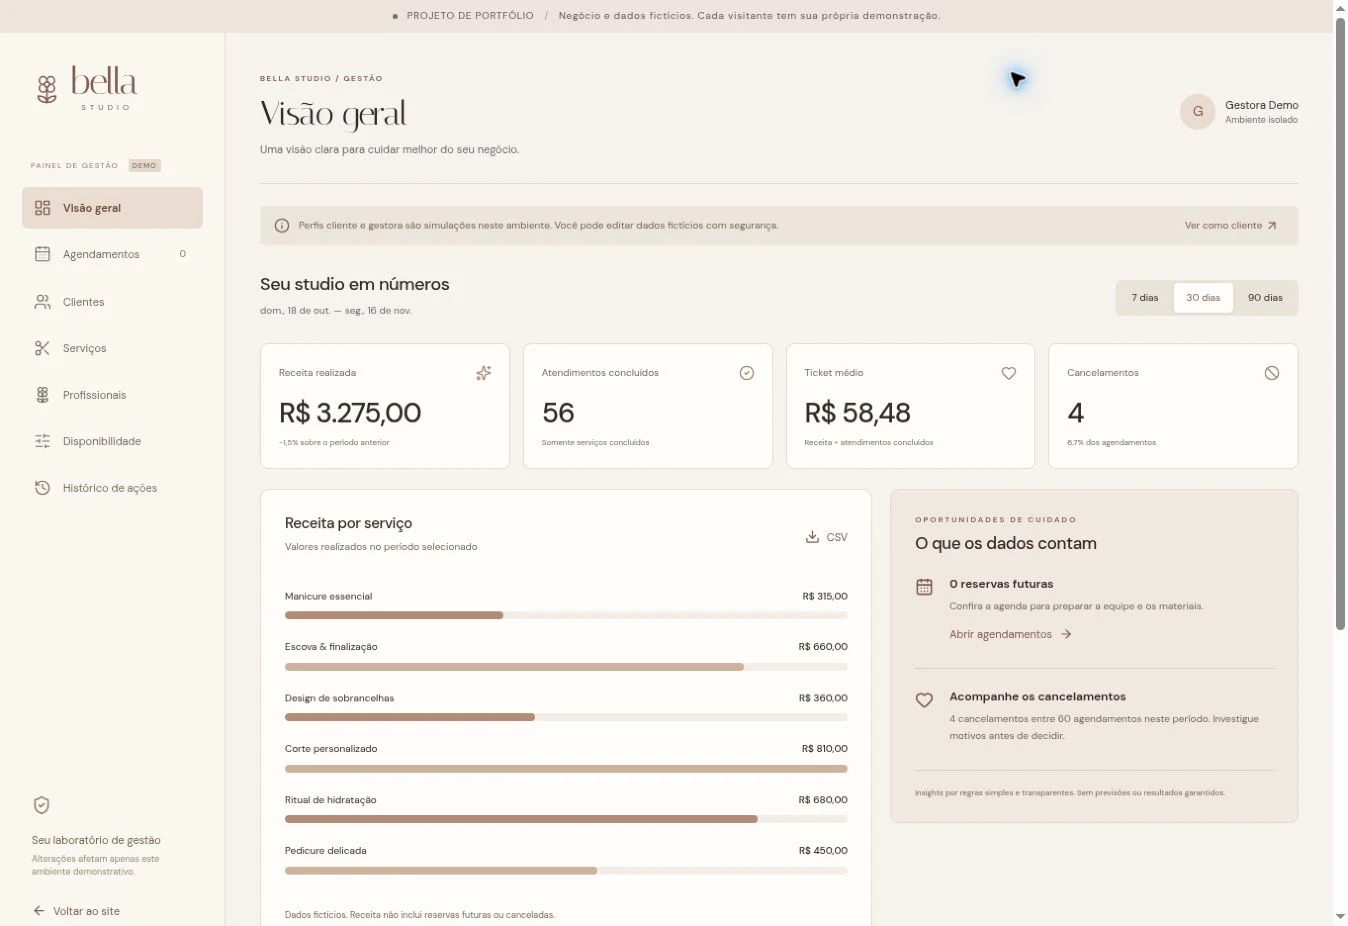 PROJETO DE PORTFÓLIO / Negócio e dados fictícios. Cada visitante tem sua própria demonstração.
bella
STUDIO
PAINEL DE GESTÃO DEMO
Visão geral
Agendamentos 0
Clientes
Serviços
Profissionais
Disponibilidade
Histórico de ações
Seu laboratório de gestão
Alterações afetam apenas este
ambiente demonstrativo.
Voltar ao site
BELLA STUDIO / GESTÃO
Visão geral
Uma visão clara para cuidar melhor do seu negócio.
G
Gestora Demo
Ambiente isolado
Perfis cliente e gestora são simulações neste ambiente. Você pode editar dados fictícios com segurança.
Ver como cliente
Seu studio em números
dom., 18 de out. — seg., 16 de nov.
7 dias 30 dias 90 dias
Receita realizada
R$ 3.275,00
-1,5% sobre o período anterior
Atendimentos concluídos
56
Somente serviços concluídos
Ticket médio
R$ 58,48
Receita ÷ atendimentos concluídos
Cancelamentos
4
6.7% dos agendamentos
Receita por serviço
Valores realizados no período selecionado
CSV
Manicure essencial R$ 315,00
Escova & finalização R$ 660,00
Design de sobrancelhas R$ 360,00
Corte personalizado R$ 810,00
Ritual de hidratação R$ 680,00
Pedicure delicada R$ 450,00
Dados fictícios. Receita não inclui reservas futuras ou canceladas.
OPORTUNIDADES DE CUIDADO
O que os dados contam
0 reservas futuras
Confira a agenda para preparar a equipe e os materiais.
Abrir agendamentos
Acompanhe os cancelamentos
4 cancelamentos entre 60 agendamentos neste período. Investigue
motivos antes de decidir.
Insights por regras simples e transparentes. Sem previsões ou resultados garantidos.